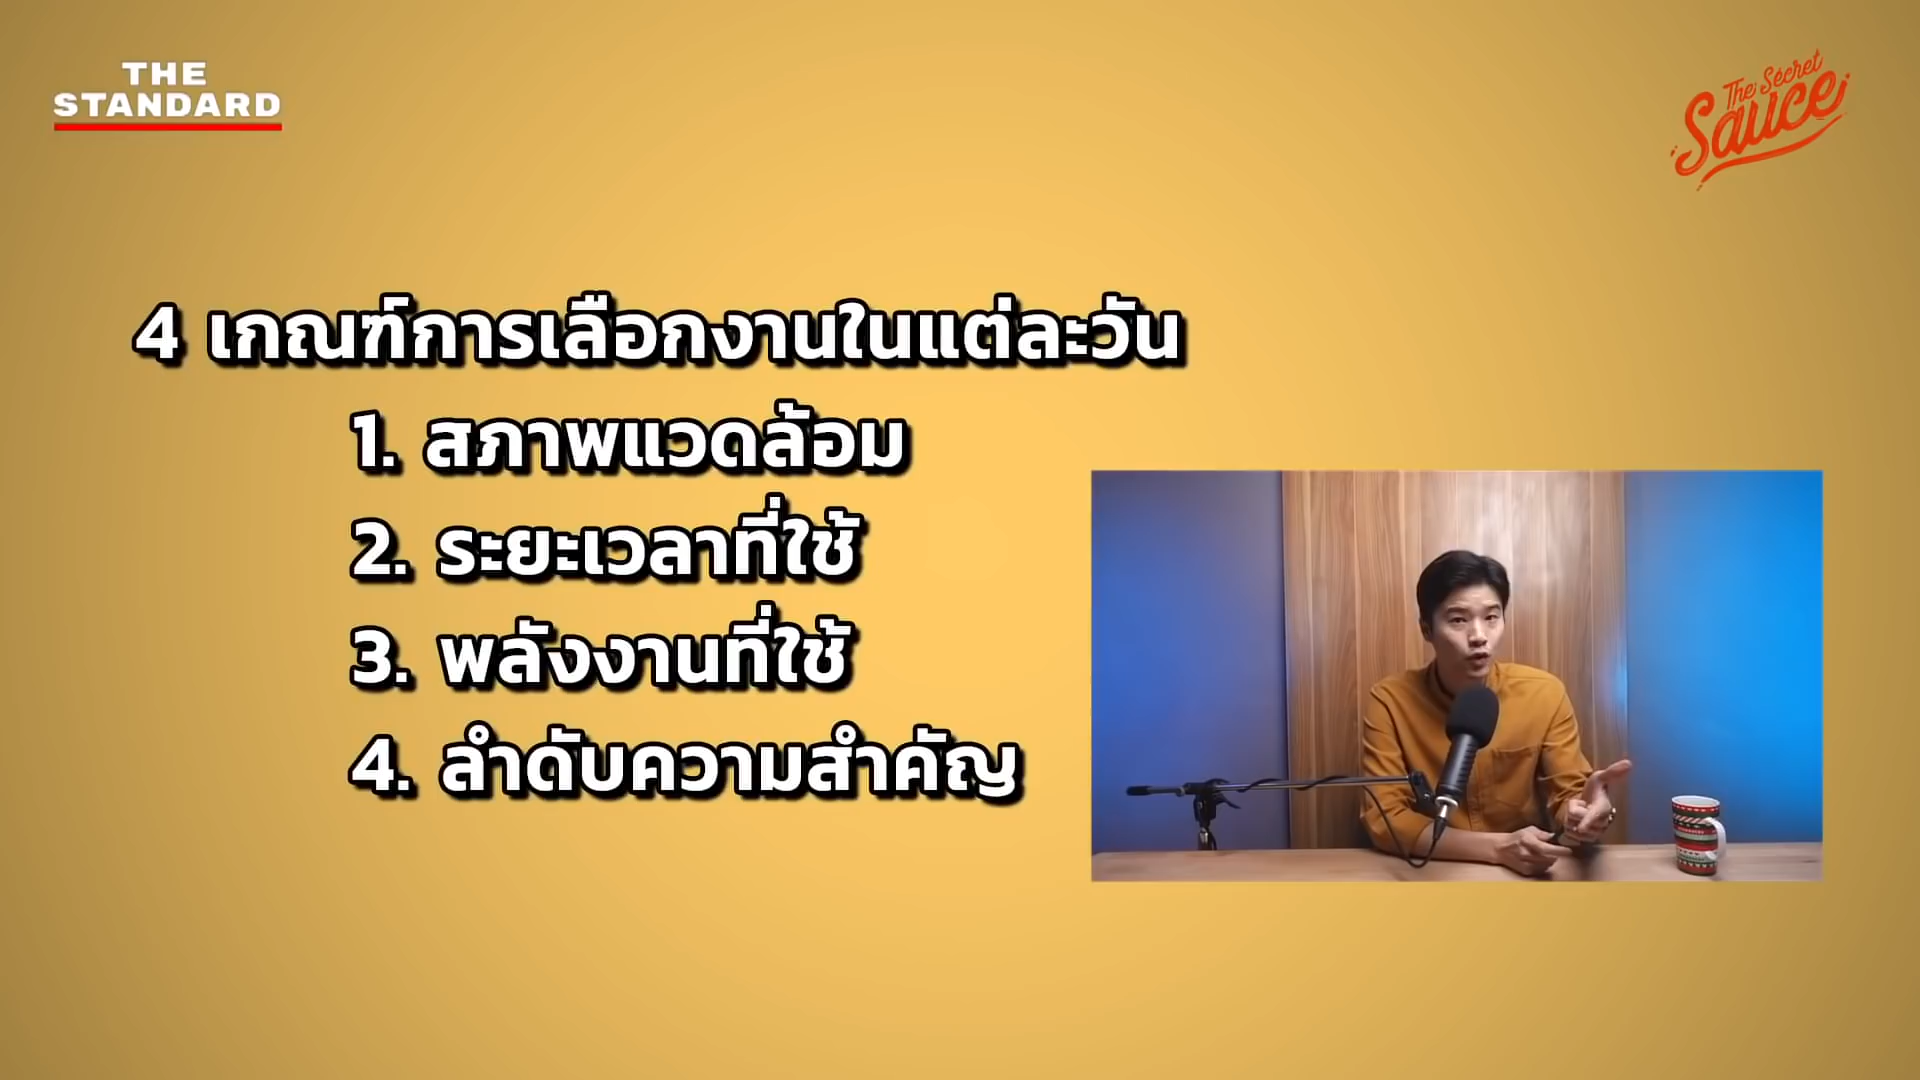 THE
STANDARD
The Secret
Sauce
4 เกณฑ์การเลือกงานในแต่ละวัน
1. สภาพแวดล้อม
2. ระยะเวลาที่ใช้
3. พลังงานที่ใช้
4. ลำดับความสำคัญ